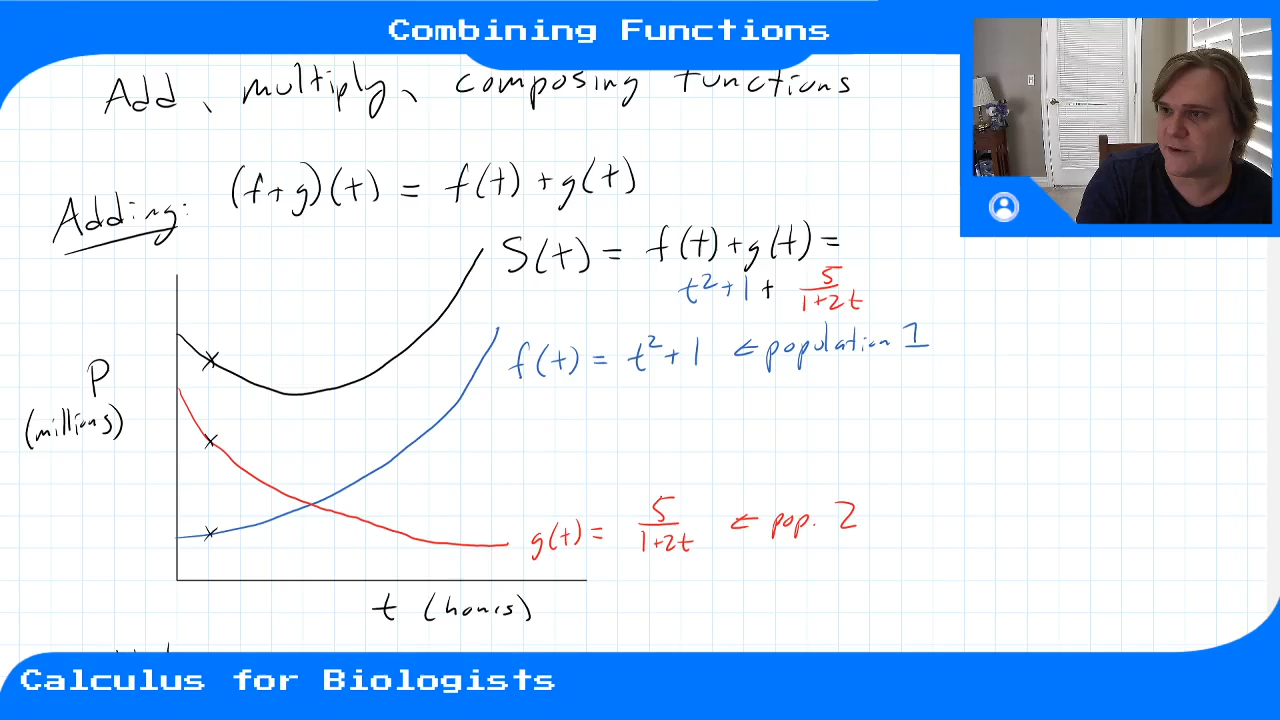 Combining Functions
Add, multiply, composing functions
Adding: (f+g)(t) = f(t) + g(t)
S(t) = f(t) + g(t) =
t² + 1 + 5/(1+2t)
f(t) = t² + 1 ← population 1
P
(millions)
g(t) = 5/(1+2t) ← pop. 2
t (hours)
Calculus for Biologists